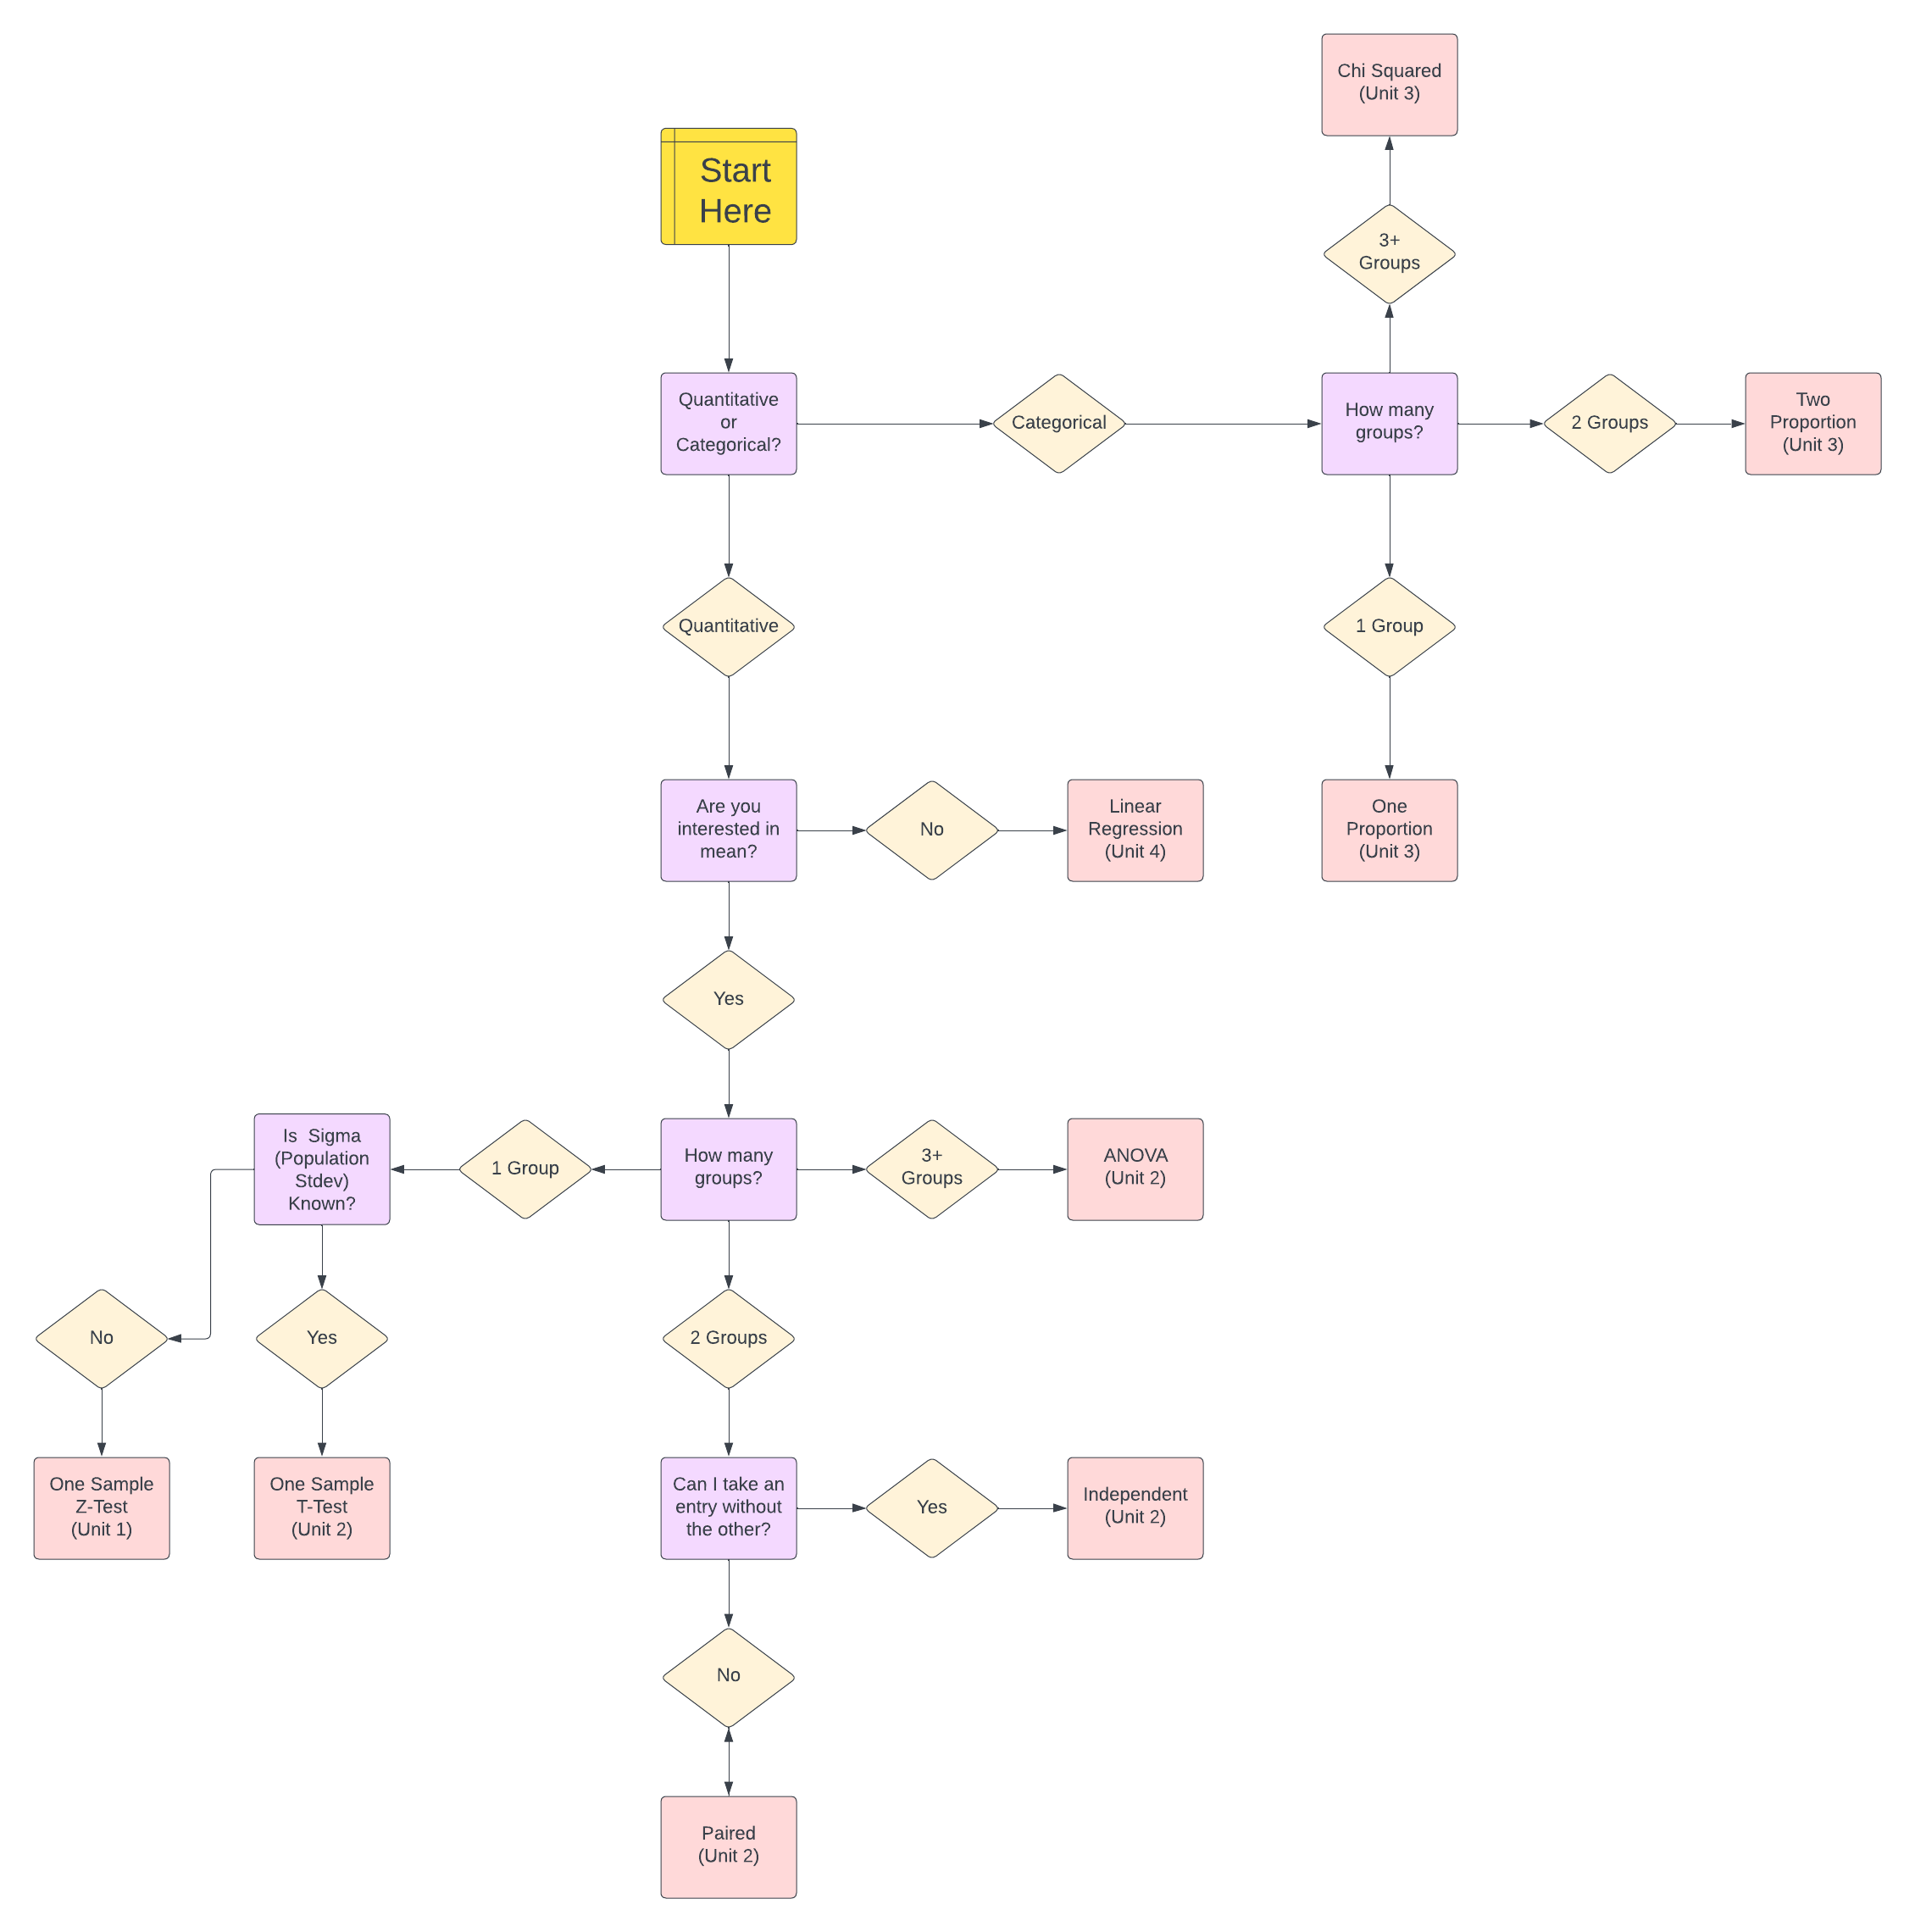 Chi Squared
(Unit 3)
Start
Here
3+
Groups
Quantitative
or
Categorical?
Categorical
How many
groups?
2 Groups
Two
Proportion
(Unit 3)
Quantitative
1 Group
Are you
interested in
mean?
No
Linear
Regression
(Unit 4)
One
Proportion
(Unit 3)
Yes
Is  Sigma
(Population
Stdev)
Known?
1 Group
How many
groups?
3+
Groups
ANOVA
(Unit 2)
No
Yes
2 Groups
One Sample
Z-Test
(Unit 1)
One Sample
T-Test
(Unit 2)
Can I take an
entry without
the other?
Yes
Independent
(Unit 2)
No
Paired
(Unit 2)